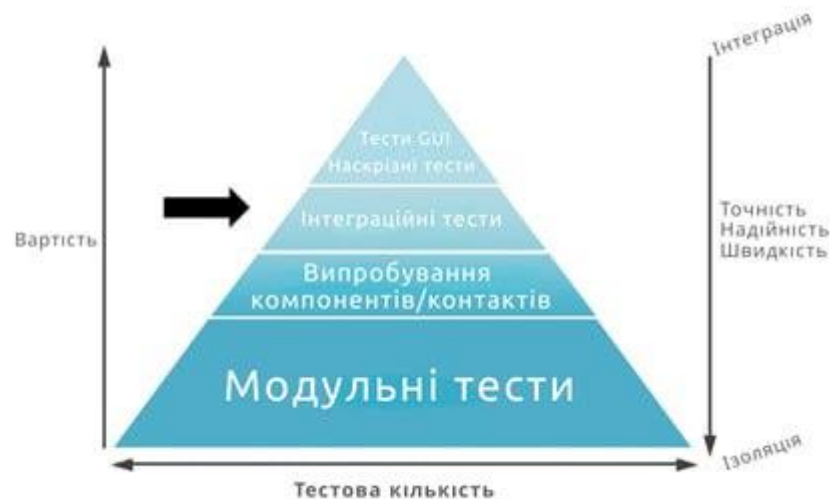 Інтеграція
Тести GUI
Наскрізні тести
Інтеграційні тести
Точність
Надійність
Швидкість
Вартість
Випробування
компонентів/контактів
Модульні тести
Ізоляція
Тестова кількість